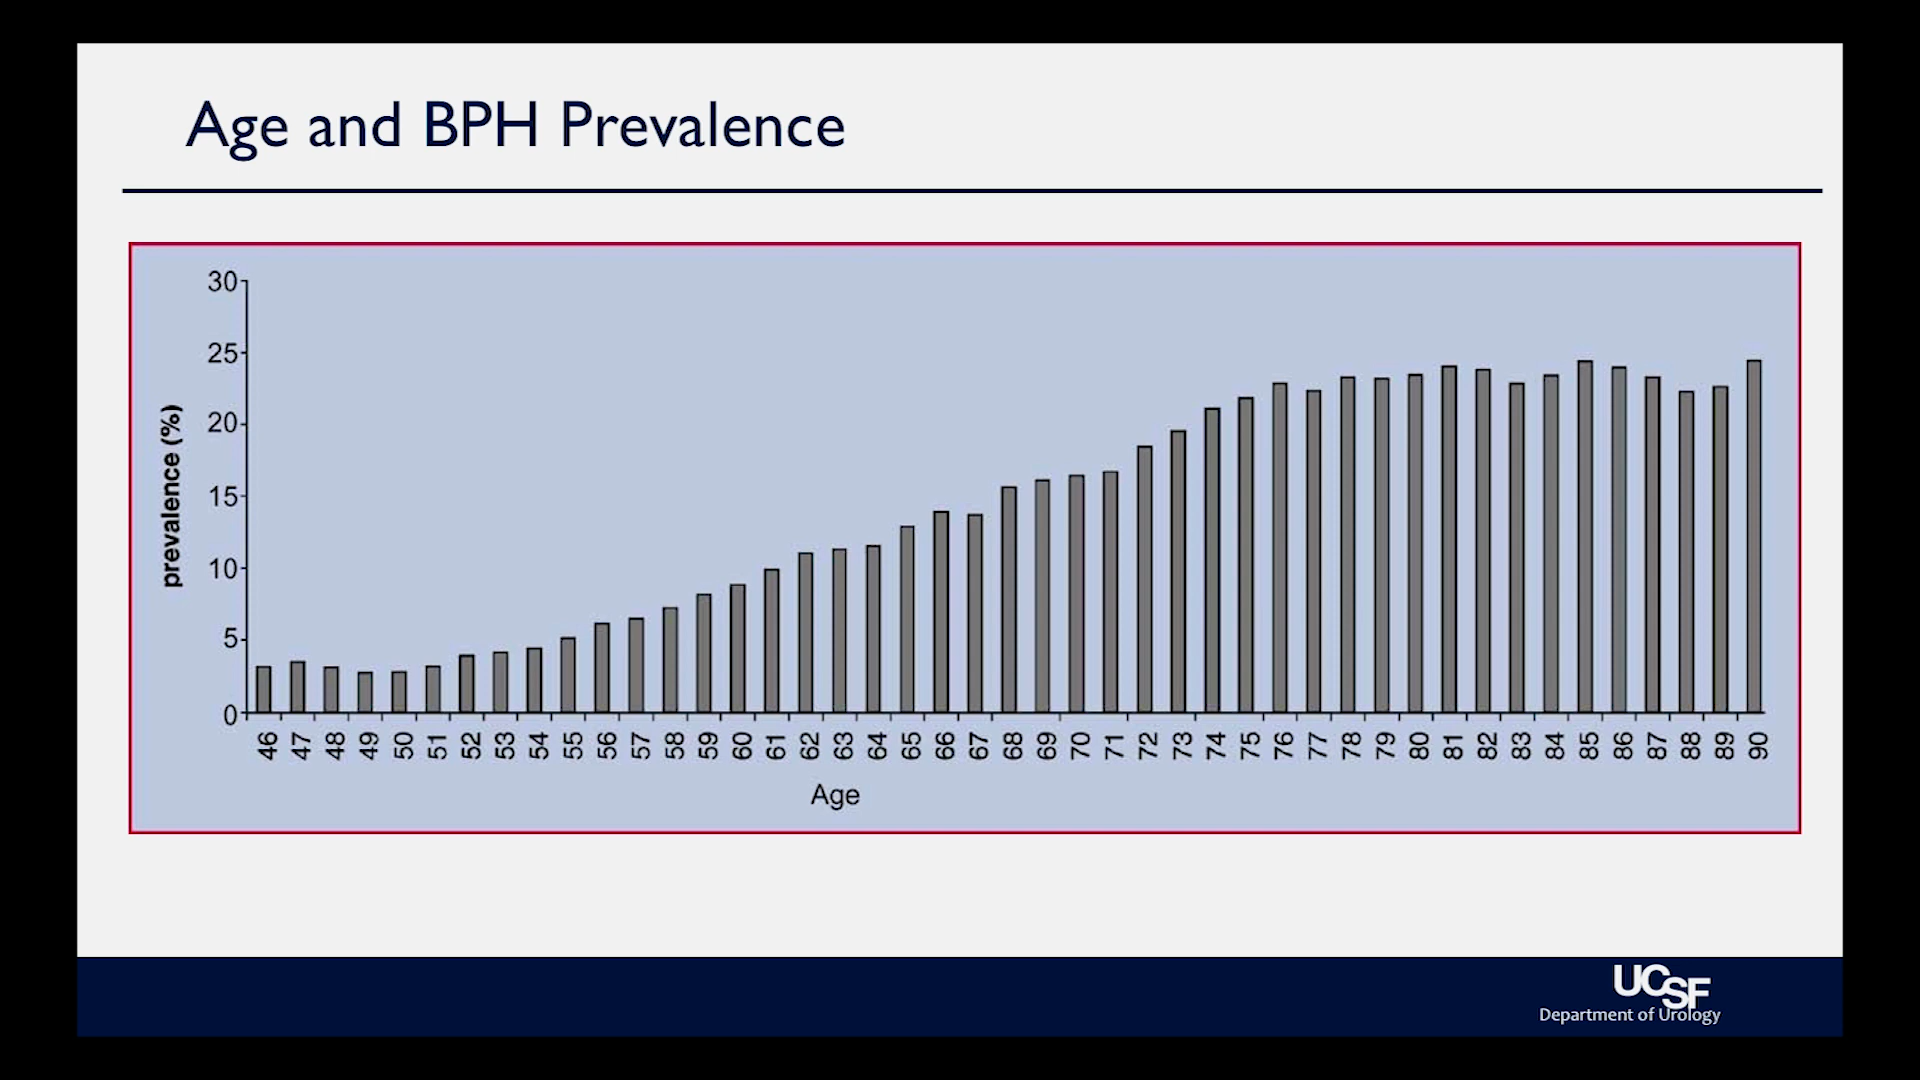 Age and BPH Prevalence
30
25
20
15
10
5
0
prevalence (%)
46 47 48 49 50 51 52 53 54 55 56 57 58 59 60 61 62 63 64 65 66 67 68 69 70 71 72 73 74 75 76 77 78 79 80 81 82 83 84 85 86 87 88 89 90
Age
UCSF
Department of Urology